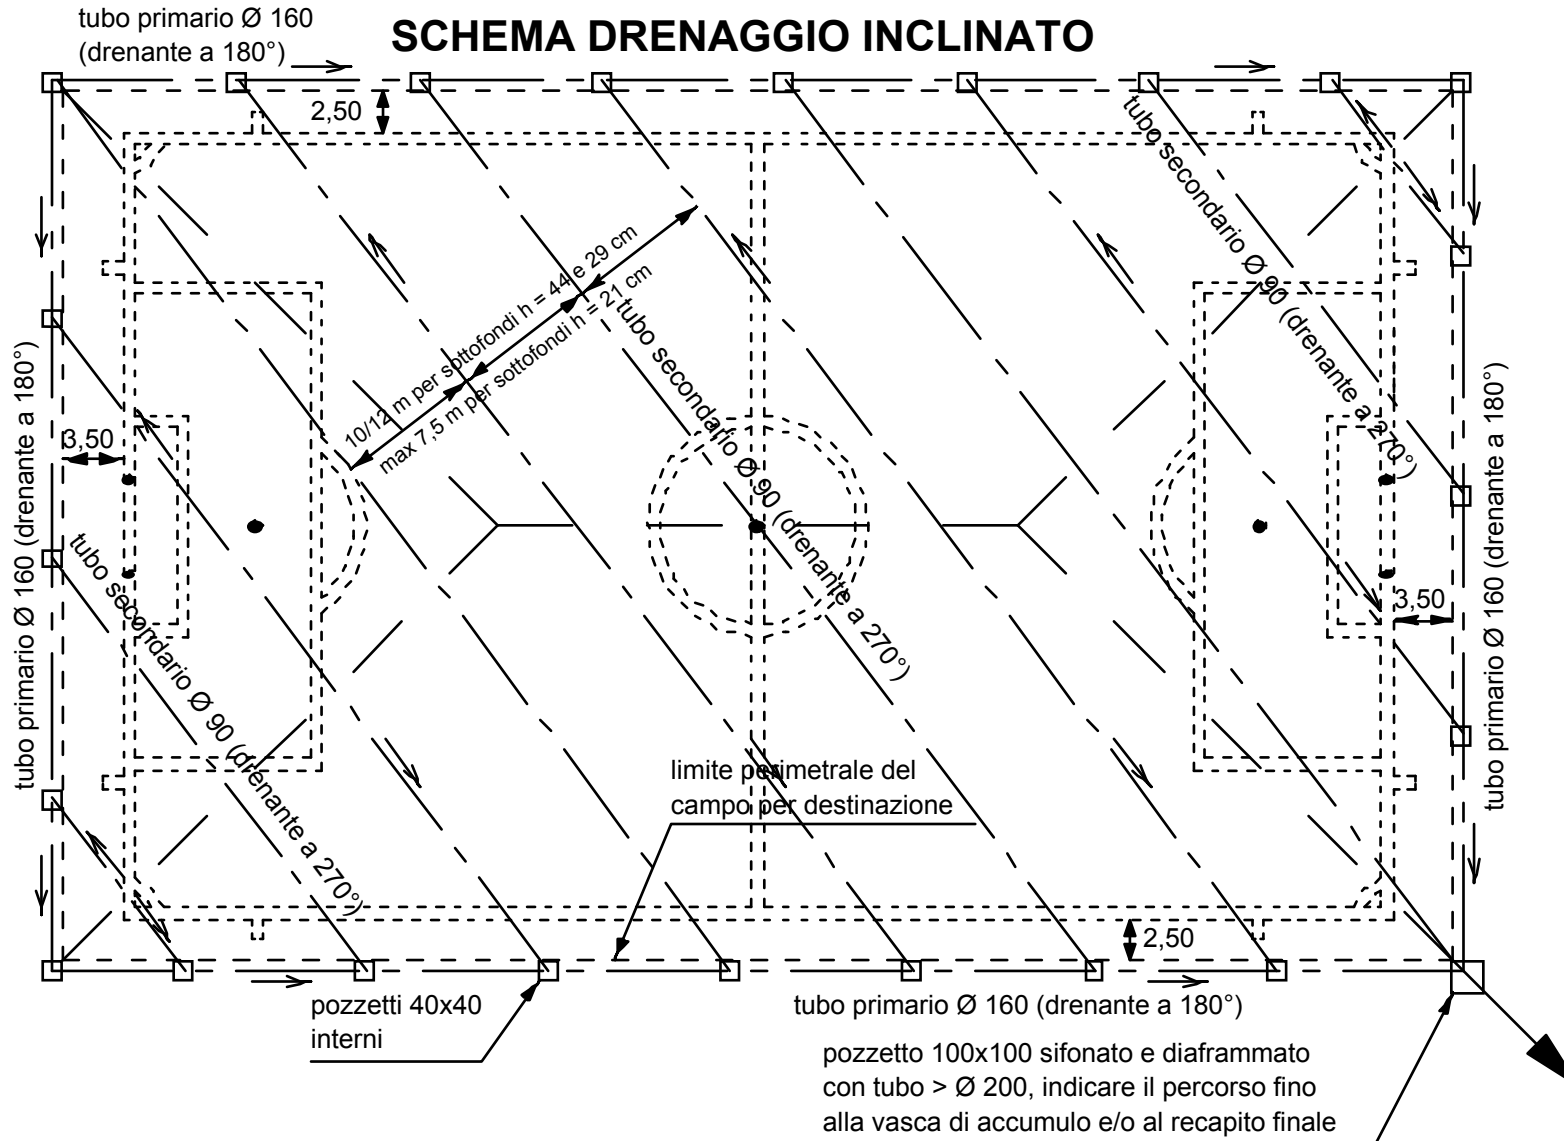 tubo primario Ø 160
(drenante a 180°)
SCHEMA DRENAGGIO INCLINATO
2,50
tubo secondario Ø 90 (drenante a 270°)
10/12 m per sottofondi h = 44 e 29 cm
max 7,5 m per sottofondi h = 21 cm
tubo secondario Ø 90 (drenante a 270°)
tubo primario Ø 160 (drenante a 180°)
3,50
tubo secondario Ø 90 (drenante a 270°)
3,50
tubo primario Ø 160 (drenante a 180°)
limite perimetrale del
campo per destinazione
2,50
pozzetti 40x40
interni
tubo primario Ø 160 (drenante a 180°)
pozzetto 100x100 sifonato e diaframmato
con tubo > Ø 200, indicare il percorso fino
alla vasca di accumulo e/o al recapito finale